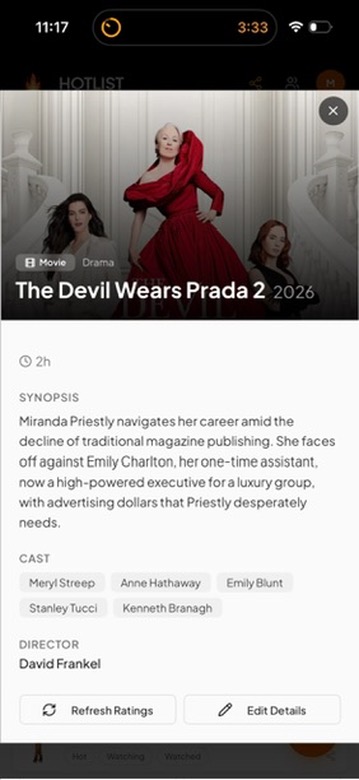 11:17
3:33
HOTLIST
M
Movie Drama
THE
DEVIL
The Devil Wears Prada 2 2026
2h
SYNOPSIS
Miranda Priestly navigates her career amid the
decline of traditional magazine publishing. She faces
off against Emily Charlton, her one-time assistant,
now a high-powered executive for a luxury group,
with advertising dollars that Priestly desperately
needs.
CAST
Meryl Streep Anne Hathaway Emily Blunt
Stanley Tucci Kenneth Branagh
DIRECTOR
David Frankel
Refresh Ratings Edit Details
Hot Watching Watched